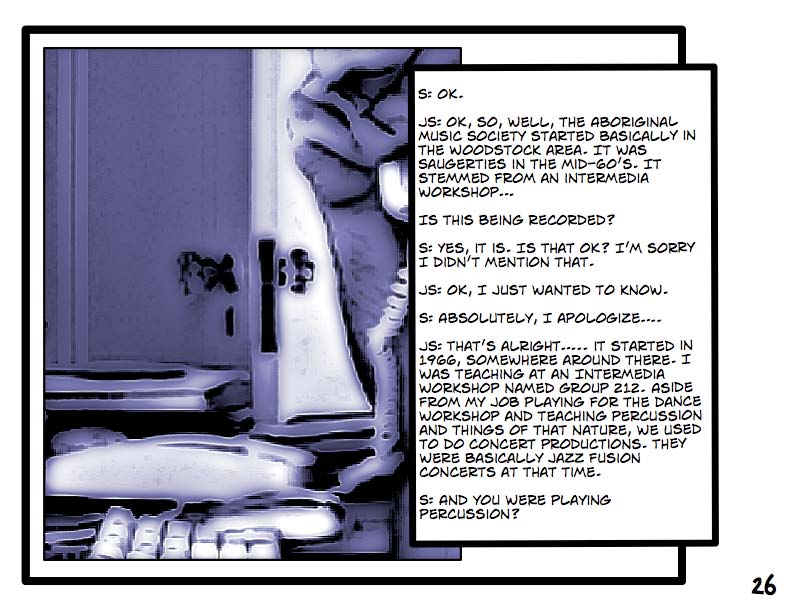 S: OK.
JS: OK, SO, WELL, THE ABORIGINAL
MUSIC SOCIETY STARTED BASICALLY IN
THE WOODSTOCK AREA. IT WAS
SAUGERTIES IN THE MID-60'S. IT
STEMMED FROM AN INTERMEDIA
WORKSHOP...
IS THIS BEING RECORDED?
S: YES, IT IS. IS THAT OK? I'M SORRY
I DIDN'T MENTION THAT.
JS: OK, I JUST WANTED TO KNOW.
S: ABSOLUTELY, I APOLOGIZE....
JS: THAT'S ALRIGHT..... IT STARTED IN
1966, SOMEWHERE AROUND THERE. I
WAS TEACHING AT AN INTERMEDIA
WORKSHOP NAMED GROUP 212. ASIDE
FROM MY JOB PLAYING FOR THE DANCE
WORKSHOP AND TEACHING PERCUSSION
AND THINGS OF THAT NATURE, WE USED
TO DO CONCERT PRODUCTIONS. THEY
WERE BASICALLY JAZZ FUSION
CONCERTS AT THAT TIME.
S: AND YOU WERE PLAYING
PERCUSSION?
26